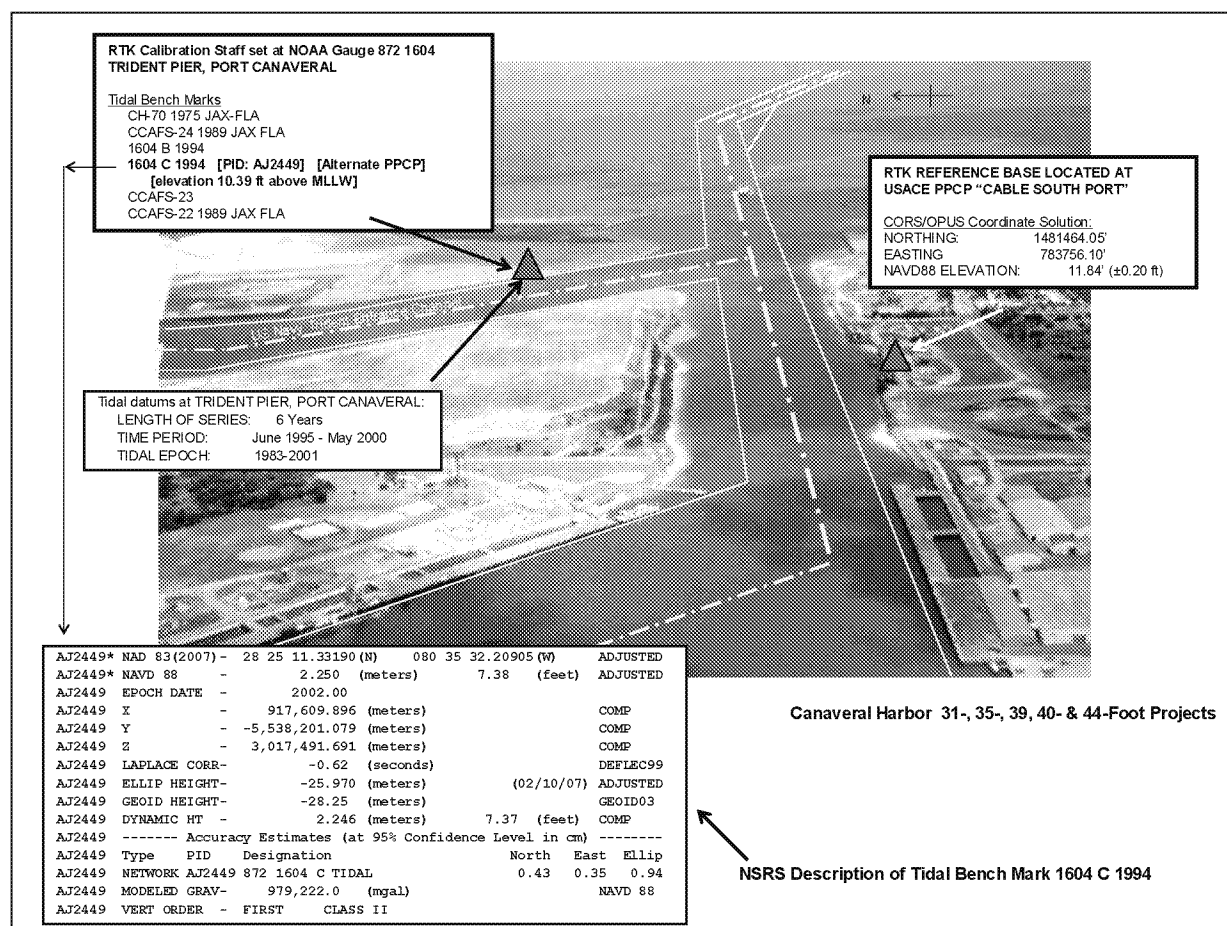 RTK Calibration Staff set at NOAA Gauge 872 1604
TRIDENT PIER, PORT CANAVERAL
Tidal Bench Marks
CH-70 1975 JAX-FLA
CCAFS-24 1989 JAX FLA
1604 B 1994
1604 C 1994 [PID: AJ2449] [Alternate PPCP]
[elevation 10.39 ft above MLLW]
CCAFS-23
CCAFS-22 1989 JAX FLA
N
RTK REFERENCE BASE LOCATED AT
USACE PPCP “CABLE SOUTH PORT”
CORS/OPUS Coordinate Solution:
NORTHING: 1481464.05'
EASTING 783756.10'
NAVD88 ELEVATION: 11.84' (±0.20 ft)
Tidal datums at TRIDENT PIER, PORT CANAVERAL:
LENGTH OF SERIES: 6 Years
TIME PERIOD: June 1995 - May 2000
TIDAL EPOCH: 1983-2001
AJ2449* NAD 83(2007)- 28 25 11.33190(N) 080 35 32.20905(W) ADJUSTED
AJ2449* NAVD 88 - 2.250 (meters) 7.38 (feet) ADJUSTED
AJ2449 EPOCH DATE - 2002.00
AJ2449 X - 917,609.896 (meters) COMP
AJ2449 Y - -5,538,201.079 (meters) COMP
AJ2449 Z - 3,017,491.691 (meters) COMP
AJ2449 LAPLACE CORR- -0.62 (seconds) DEFLEC99
AJ2449 ELLIP HEIGHT- -25.970 (meters) (02/10/07) ADJUSTED
AJ2449 GEOID HEIGHT- -28.25 (meters) GEOID03
AJ2449 DYNAMIC HT - 2.246 (meters) 7.37 (feet) COMP
AJ2449 ------- Accuracy Estimates (at 95% Confidence Level in cm) --------
AJ2449 Type PID Designation North East Ellip
AJ2449 NETWORK AJ2449 872 1604 C TIDAL 0.43 0.35 0.94
AJ2449 MODELED GRAV- 979,222.0 (mgal) NAVD 88
AJ2449 VERT ORDER - FIRST CLASS II
Canaveral Harbor 31-, 35-, 39, 40- & 44-Foot Projects
NSRS Description of Tidal Bench Mark 1604 C 1994